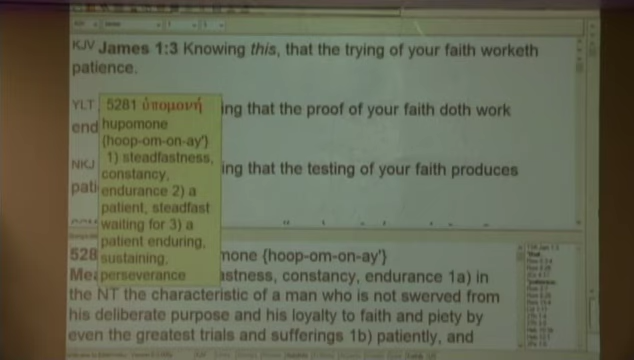 KJV James 1:3 Knowing this, that the trying of your faith worketh
patience.
YLT
ing that the proof of your faith doth work
end
NKJ
ing that the testing of your faith produces
pati
5281 ὑπομονή
hupomone
{hoop-om-on-ay'}
1) steadfastness,
constancy,
endurance 2) a
patient, steadfast
waiting for 3) a
patient enduring,
sustaining,
perseverance
528
mone {hoop-om-on-ay'}
Mea
astness, constancy, endurance 1a) in
the NT the characteristic of a man who is not swerved from
his deliberate purpose and his loyalty to faith and piety by
even the greatest trials and sufferings 1b) patiently, and